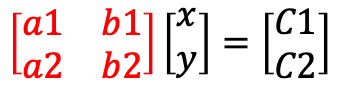 [a1 b1] [x] = [C1]
[a2 b2] [y]   [C2]